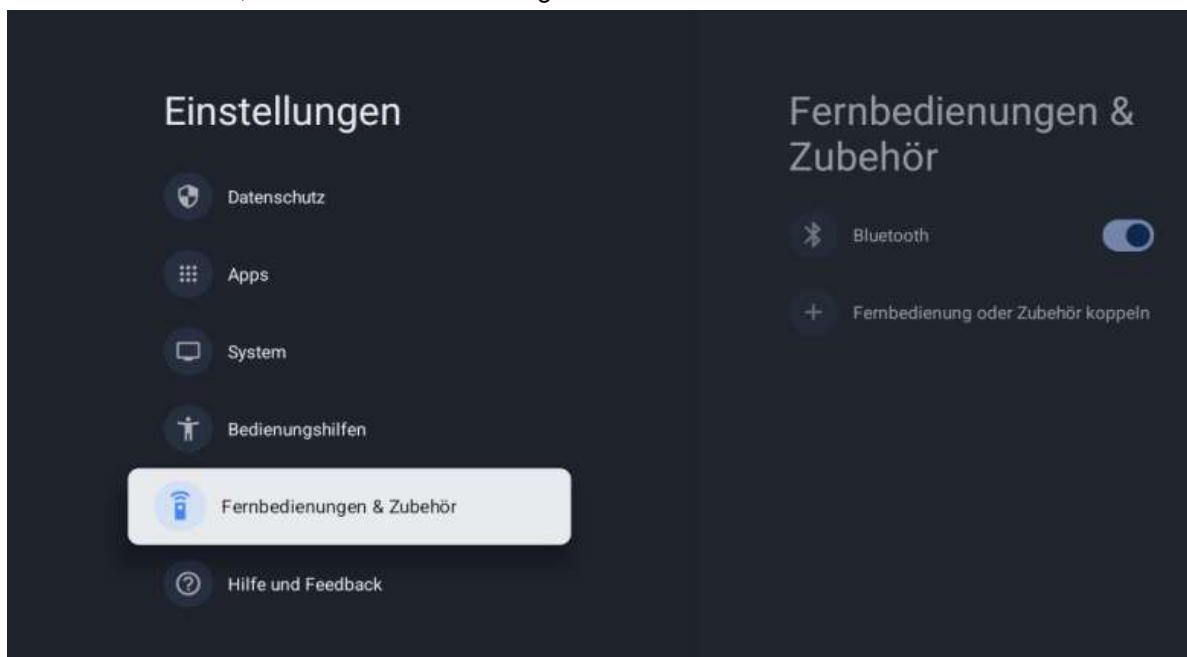 Einstellungen
Datenschutz
Apps
System
Bedienungshilfen
Fernbedienungen & Zubehör
Hilfe und Feedback
Fernbedienungen &
Zubehör
Bluetooth
Fernbedienung oder Zubehör koppeln